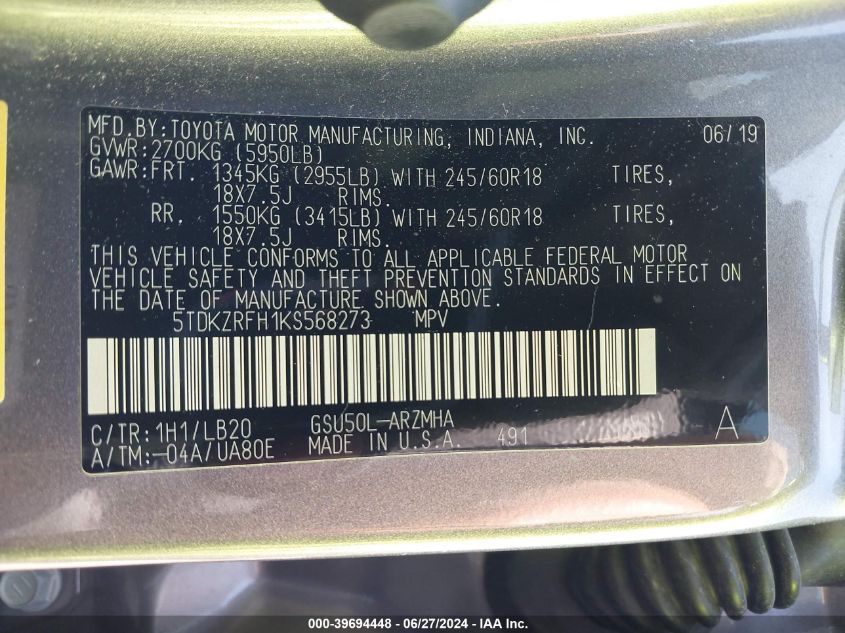 MFD.BY:TOYOTA MOTOR MANUFACTURING, INDIANA, INC. 06/19
GVWR:2700KG (5950LB)
GAWR:FRT. 1345KG (2955LB) WITH 245/60R18 TIRES,
18X7.5J RIMS.
RR. 1550KG (3415LB) WITH 245/60R18 TIRES,
18X7.5J RIMS.
THIS VEHICLE CONFORMS TO ALL APPLICABLE FEDERAL MOTOR
VEHICLE SAFETY AND THEFT PREVENTION STANDARDS IN EFFECT ON
THE DATE OF MANUFACTURE SHOWN ABOVE.
5TDKZRFH1KS568273 MPV
C/TR:1H1/LB20 GSU50L-ARZMHA
A/TM:-04A/UA80E MADE IN U.S.A. 491 A
000-39694448 - 06/27/2024 - IAAI.com - Copyright © 2024 IAA, Inc.